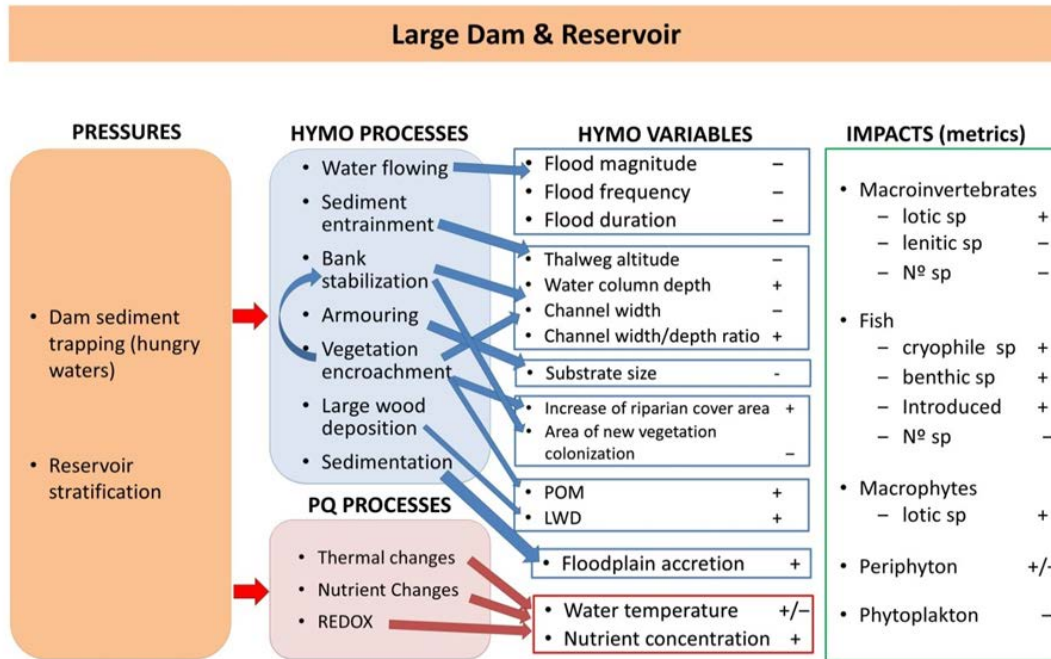 Large Dam & Reservoir
PRESSURES
• Dam sediment
trapping (hungry
waters)
• Reservoir
stratification
HYMO PROCESSES
• Water flowing
• Sediment
entrainment
• Bank
stabilization
• Armouring
• Vegetation
encroachment
• Large wood
deposition
• Sedimentation
PQ PROCESSES
• Thermal changes
• Nutrient Changes
• REDOX
HYMO VARIABLES
• Flood magnitude –
• Flood frequency –
• Flood duration –
• Thalweg altitude –
• Water column depth +
• Channel width –
• Channel width/depth ratio +
• Substrate size -
• Increase of riparian cover area +
• Area of new vegetation
colonization –
• POM +
• LWD +
• Floodplain accretion +
• Water temperature +/–
• Nutrient concentration +
IMPACTS (metrics)
• Macroinvertebrates
– lotic sp +
– lenitic sp –
– Nº sp –
• Fish
– cryophile sp +
– benthic sp +
– Introduced +
– Nº sp –
• Macrophytes
– lotic sp +
• Periphyton +/–
• Phytoplakton –